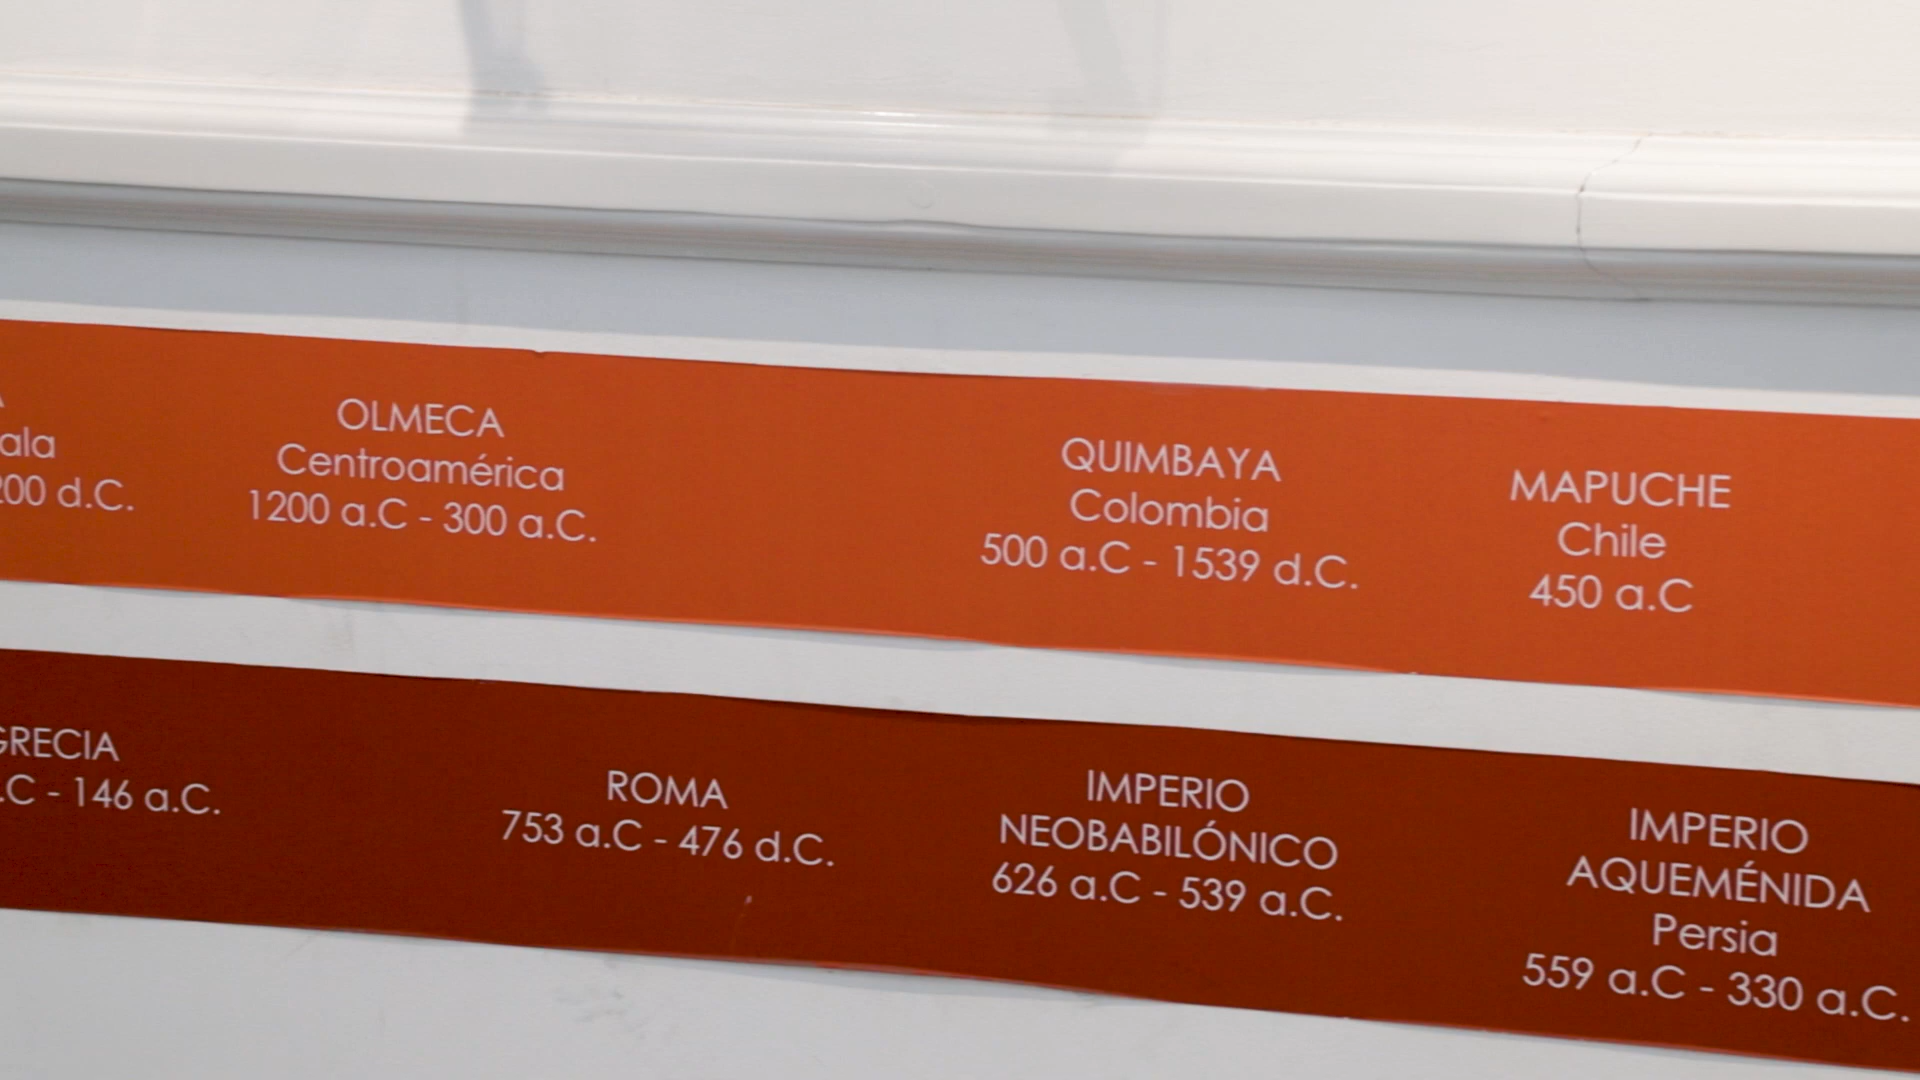 200 d.C.
OLMECA
Centroamérica
1200 a.C - 300 a.C.
QUIMBAYA
Colombia
500 a.C - 1539 d.C.
MAPUCHE
Chile
450 a.C
GRECIA
.C - 146 a.C.
ROMA
753 a.C - 476 d.C.
IMPERIO
NEOBABILÓNICO
626 a.C - 539 a.C.
IMPERIO
AQUEMÉNIDA
Persia
559 a.C - 330 a.C.